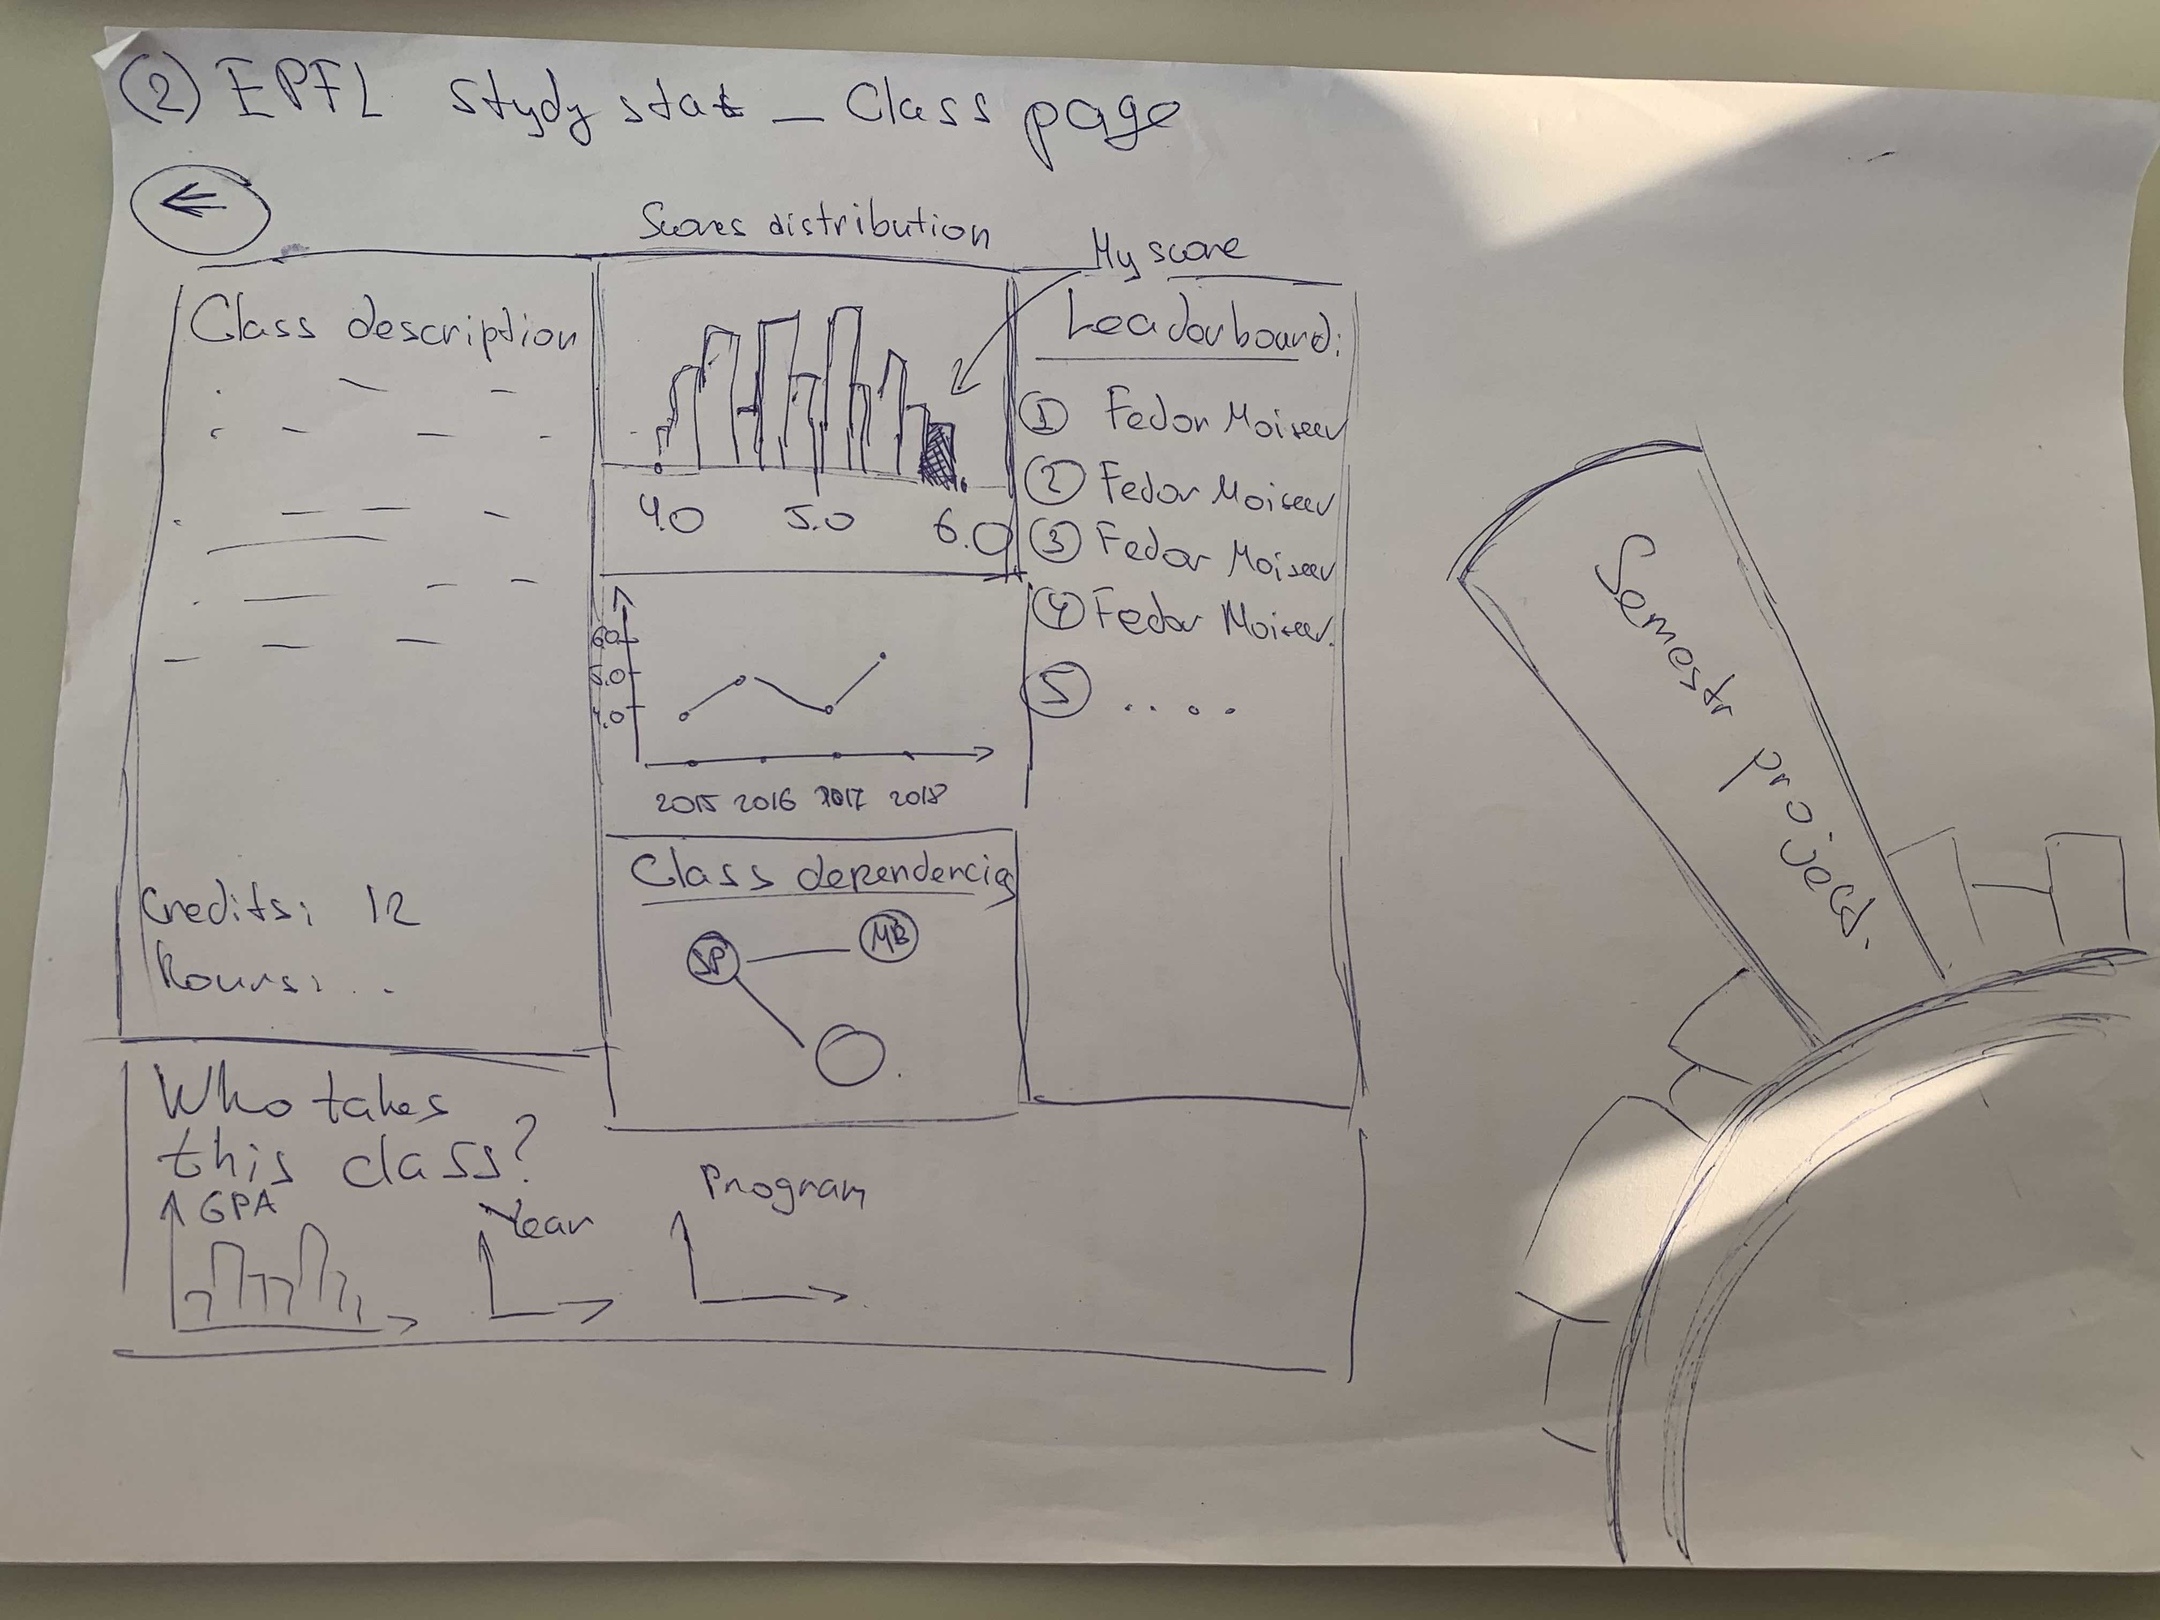 (2) EPFL Stydy stat - Class page
Scores distribution
My score
Class description
Credits: 12
hours: ..
4.0 5.0 6.0
6.0
5.0
4.0
2015 2016 2017 2018
Class dependencies
SP MB
Leaderboard:
1 Fedor Moiseev
2 Fedor Moiseev
3 Fedor Moiseev
4 Fedor Moiseev.
5 ....
Who takes
this class?
GPA
Year
Program
Semestr project.